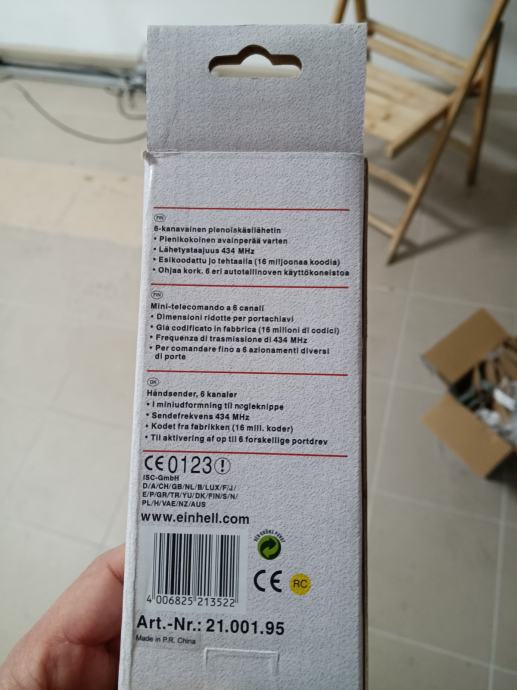 FIN
6-kanavainen pienoiskäsilähetin
• Pienikokoinen avainperää varten
• Lähetystaajuus 434 MHz
• Esikoodattu jo tehtaalla (16 miljoonaa koodia)
• Ohjaa kork. 6 eri autotallinoven käyttökoneistoa
Mini-telecomando a 6 canali
• Dimensioni ridotte per portachiavi
• Già codificato in fabbrica (16 milioni di codici)
• Frequenza di trasmissione di 434 MHz
• Per comandare fino a 6 azionamenti diversi
di porte
DK
Håndsender, 6 kanaler
• I miniudformning til nøgleknippe
• Sendefrekvens 434 MHz
• Kodet fra fabrikken (16 mill. koder)
• Til aktivering af op til 6 forskellige portdrev
CE0123!
ISC-GmbH
D/A/CH/GB/NL/B/LUX/F/J/
E/P/GR/TR/YU/DK/FIN/S/N/
PL/H/VAE/NZ/AUS
www.einhell.com
DER GRÜNE PUNKT
CE RC
4 006825 213522
Art.-Nr.: 21.001.95
Made in P.R. China